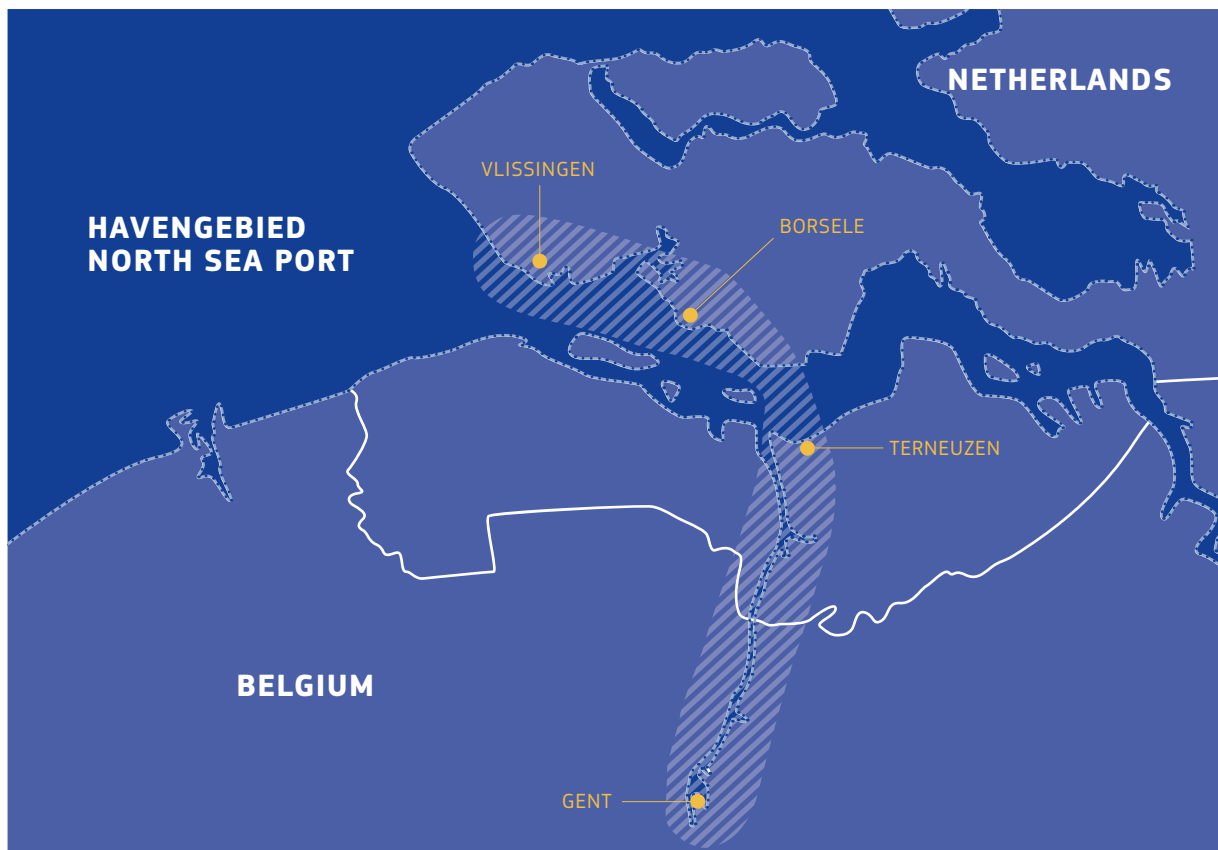 NETHERLANDS
VLISSINGEN
HAVENGEBIED
NORTH SEA PORT
BORSELE
TERNEUZEN
BELGIUM
GENT